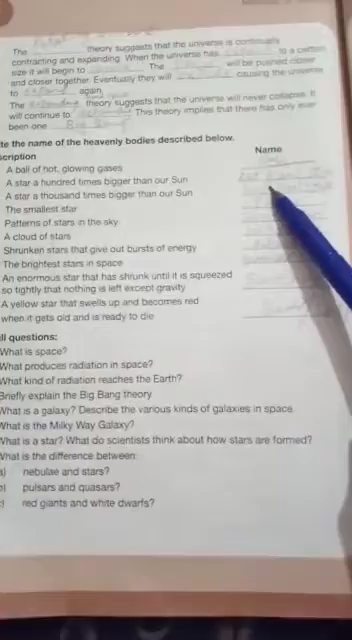 The theory suggests that the universe is continually
contracting and expanding. When the universe has to a certain
size it will begin to The will be pushed closer
and closer together. Eventually they will causing the universe
to expand again.
The expanding theory suggests that the universe will never collapse. It
will continue to This theory implies that there has only ever
been one Big Bang
te the name of the heavenly bodies described below.
scription Name
A ball of hot, glowing gases
A star a hundred times bigger than our Sun
A star a thousand times bigger than our Sun
The smallest star
Patterns of stars in the sky
A cloud of stars
Shrunken stars that give out bursts of energy
The brightest stars in space
An enormous star that has shrunk until it is squeezed
so tightly that nothing is left except gravity
A yellow star that swells up and becomes red
when it gets old and is ready to die
ll questions:
What is space?
What produces radiation in space?
What kind of radiation reaches the Earth?
Briefly explain the Big Bang theory
What is a galaxy? Describe the various kinds of galaxies in space.
What is the Milky Way Galaxy?
What is a star? What do scientists think about how stars are formed?
What is the difference between:
a) nebulae and stars?
pulsars and quasars?
red giants and white dwarfs?